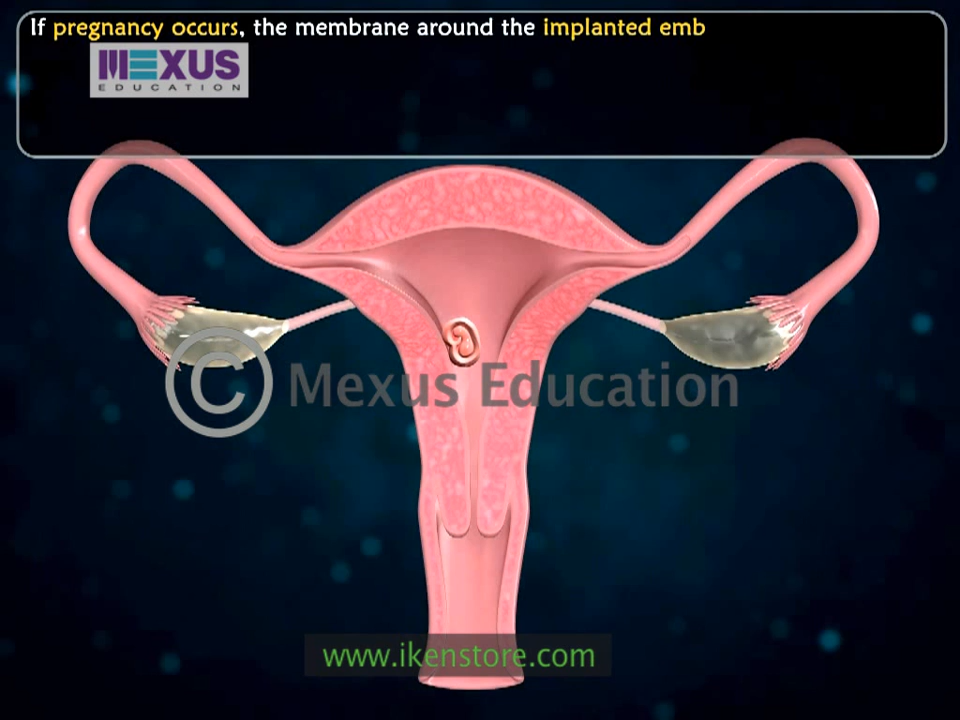 If pregnancy occurs, the membrane around the implanted emb
MEXUS
EDUCATION
© Mexus Education
www.ikenstore.com